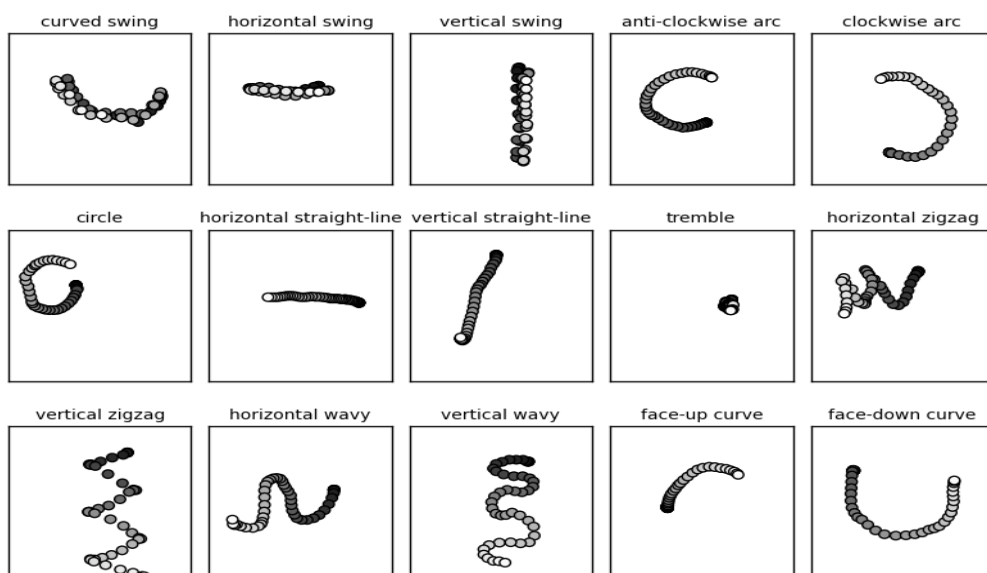 curved swing
horizontal swing
vertical swing
anti-clockwise arc
clockwise arc
circle
horizontal straight-line
vertical straight-line
tremble
horizontal zigzag
vertical zigzag
horizontal wavy
vertical wavy
face-up curve
face-down curve